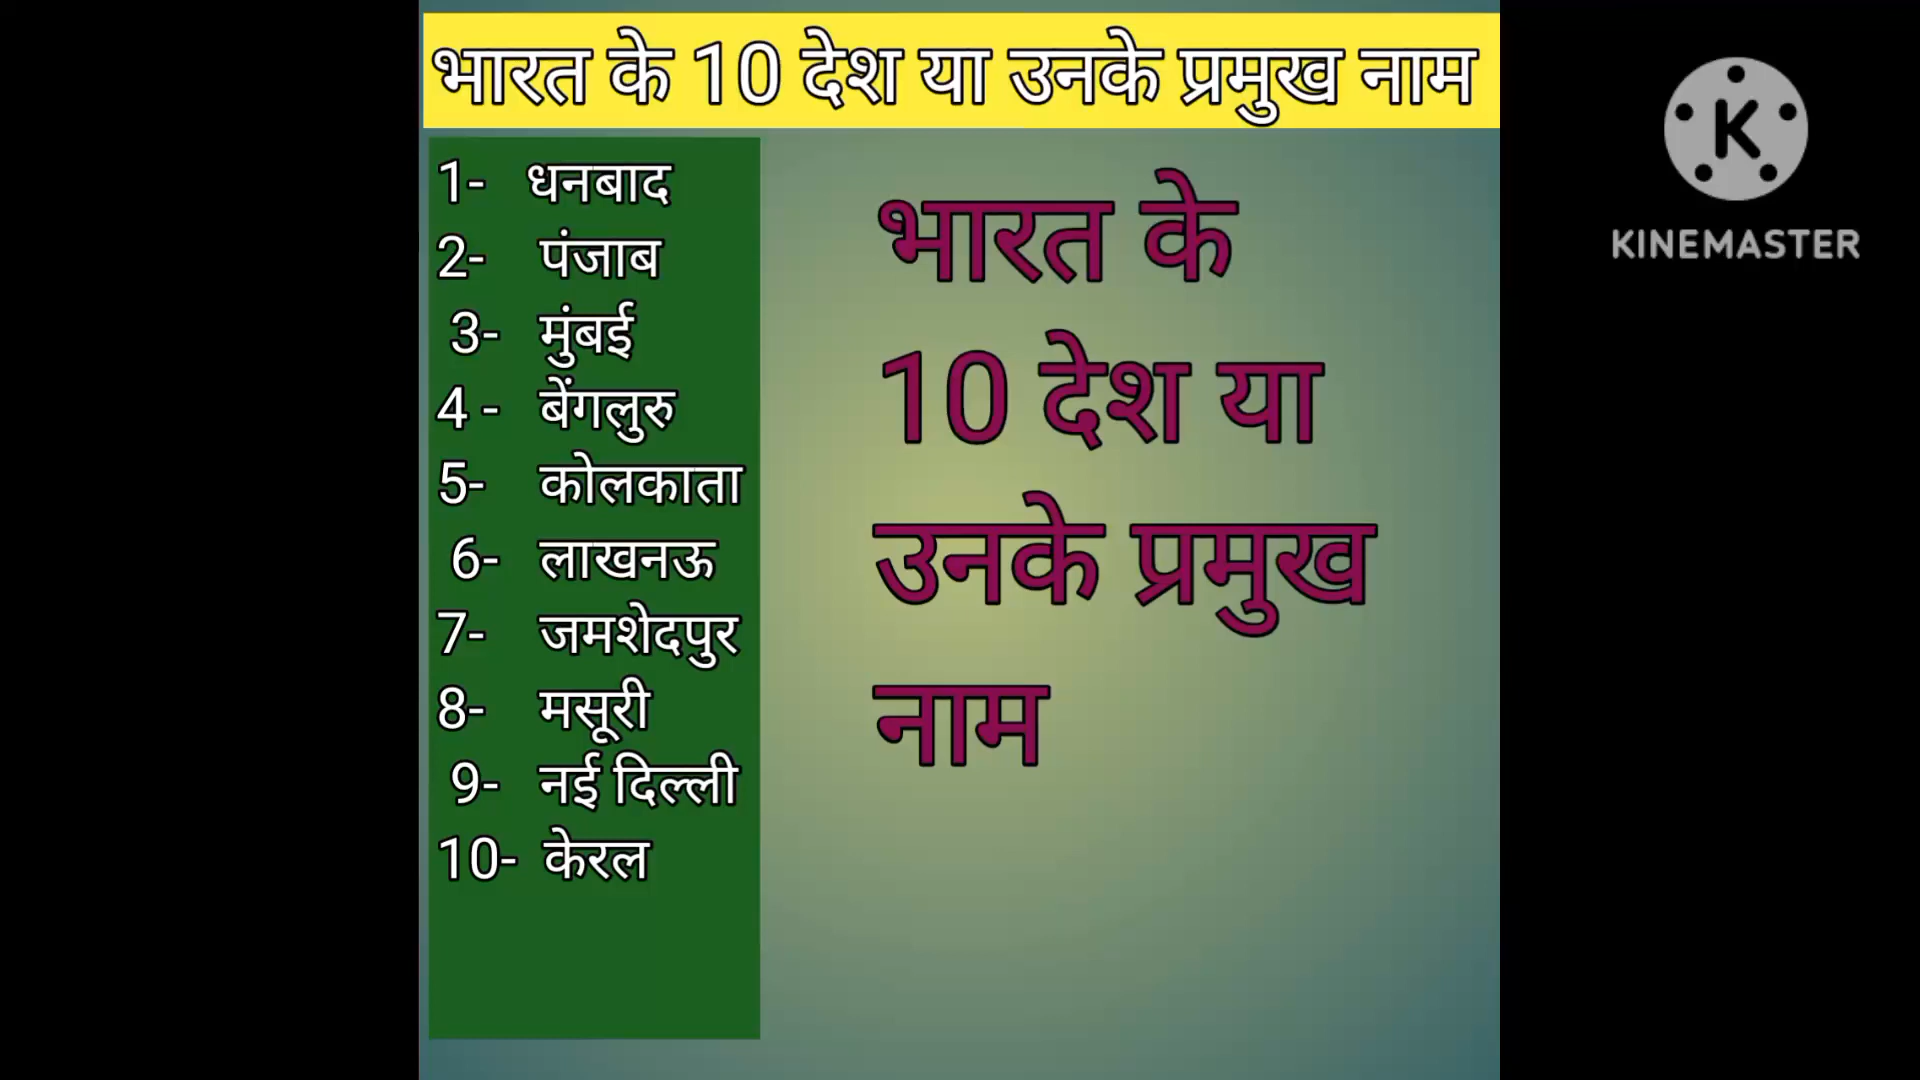 भारत के 10 देश या उनके प्रमुख नाम
1- धनबाद
2- पंजाब
3- मुंबई
4 - बेंगलुरु
5- कोलकाता
6- लाखनऊ
7- जमशेदपुर
8- मसूरी
9- नई दिल्ली
10- केरल
भारत के
10 देश या
उनके प्रमुख
नाम
K
KINEMASTER